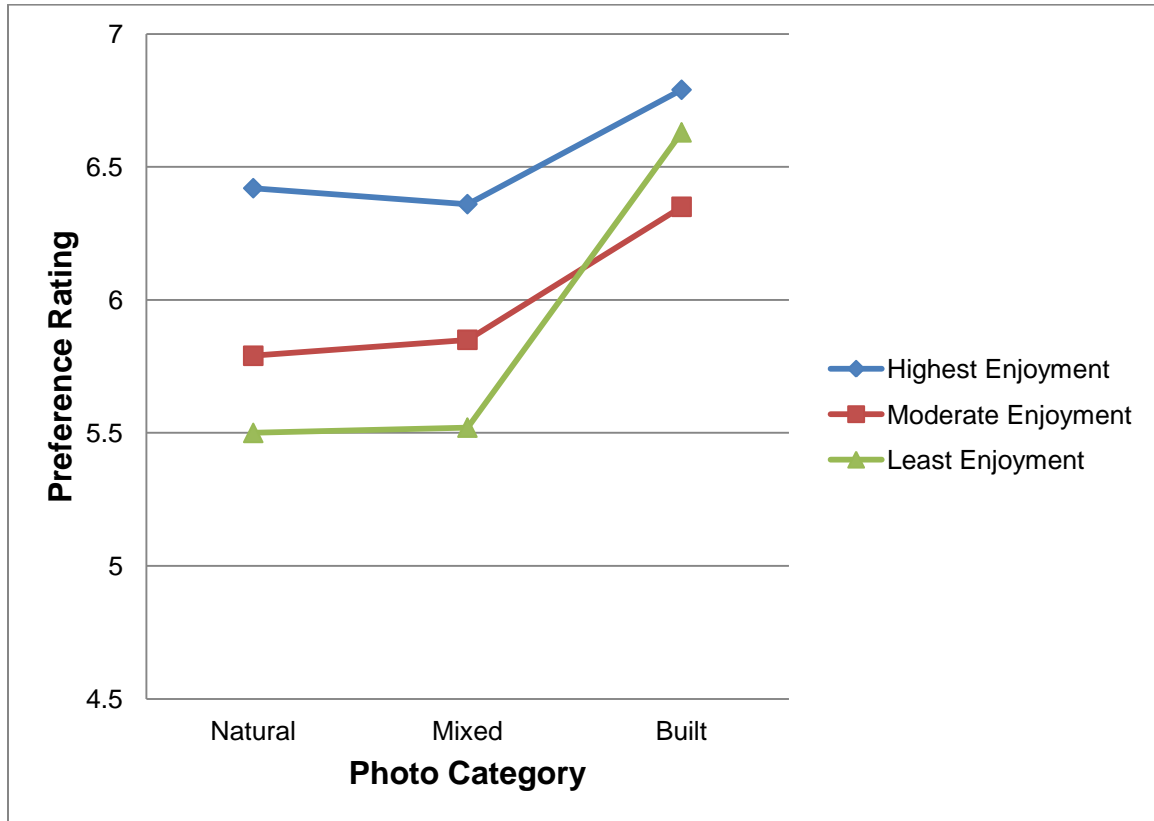 7
6.5
6
5.5
5
4.5
Preference Rating
Natural Mixed Built
Photo Category
Highest Enjoyment
Moderate Enjoyment
Least Enjoyment